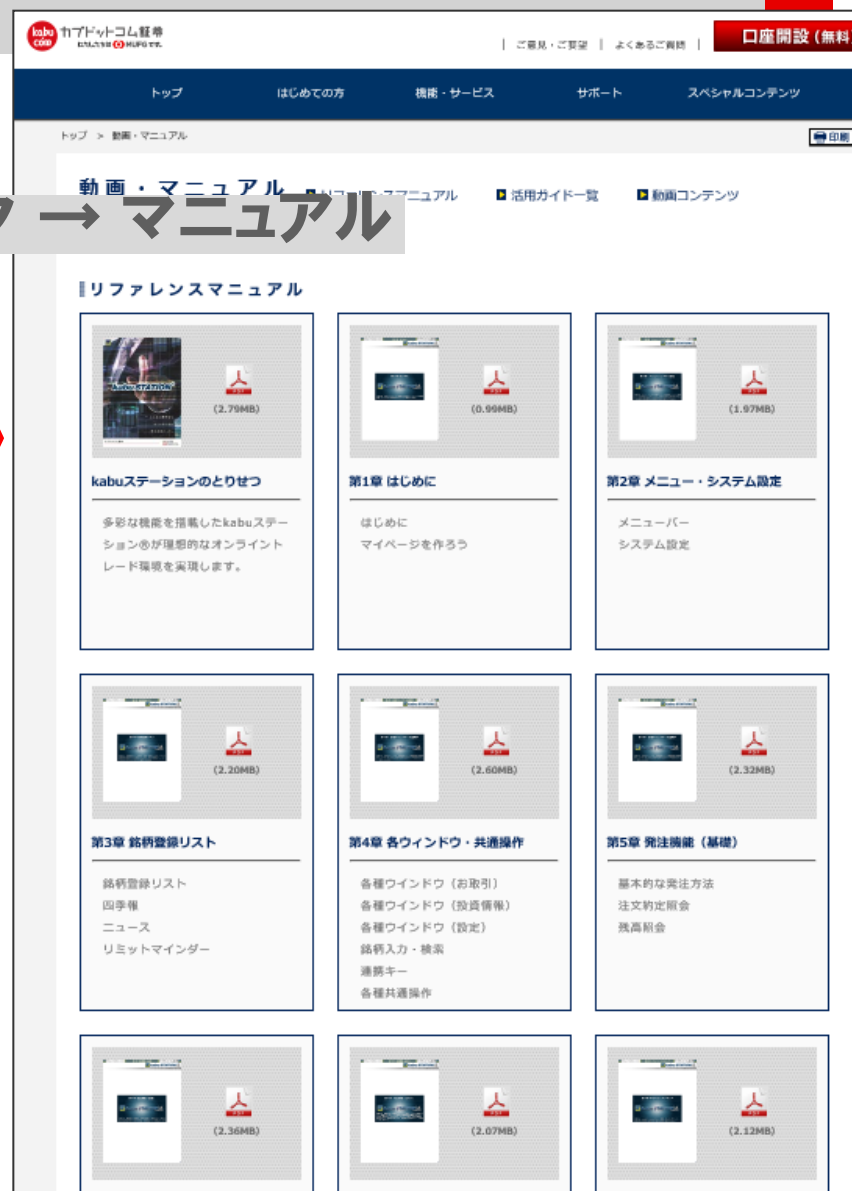 kabu
.com
カブドットコム証券
| ご意見・ご要望 | よくあるご質問 |
口座開設 (無料)
トップ
はじめての方
機能・サービス
サポート
スペシャルコンテンツ
トップ > 動画・マニュアル
印刷
動画・マニュアル
活用ガイド一覧
動画コンテンツ
→ マニュアル
リファレンスマニュアル
kabu STATION
(2.79MB)
(0.99MB)
(1.97MB)
kabuステーションのとりせつ
多彩な機能を搭載したkabuステー
ション®が理想的なオンライント
レード環境を実現します。
第1章 はじめに
はじめに
マイページを作ろう
第2章 メニュー・システム設定
メニューバー
システム設定
(2.20MB)
(2.60MB)
(2.32MB)
第3章 銘柄登録リスト
銘柄登録リスト
四季報
ニュース
リミットマインダー
第4章 各ウィンドウ・共通操作
各種ウインドウ（お取引）
各種ウインドウ（投資情報）
各種ウインドウ（設定）
銘柄入力・検索
連携キー
各種共通操作
第5章 発注機能（基礎）
基本的な発注方法
注文約定照会
残高照会
(2.36MB)
(2.07MB)
(2.12MB)